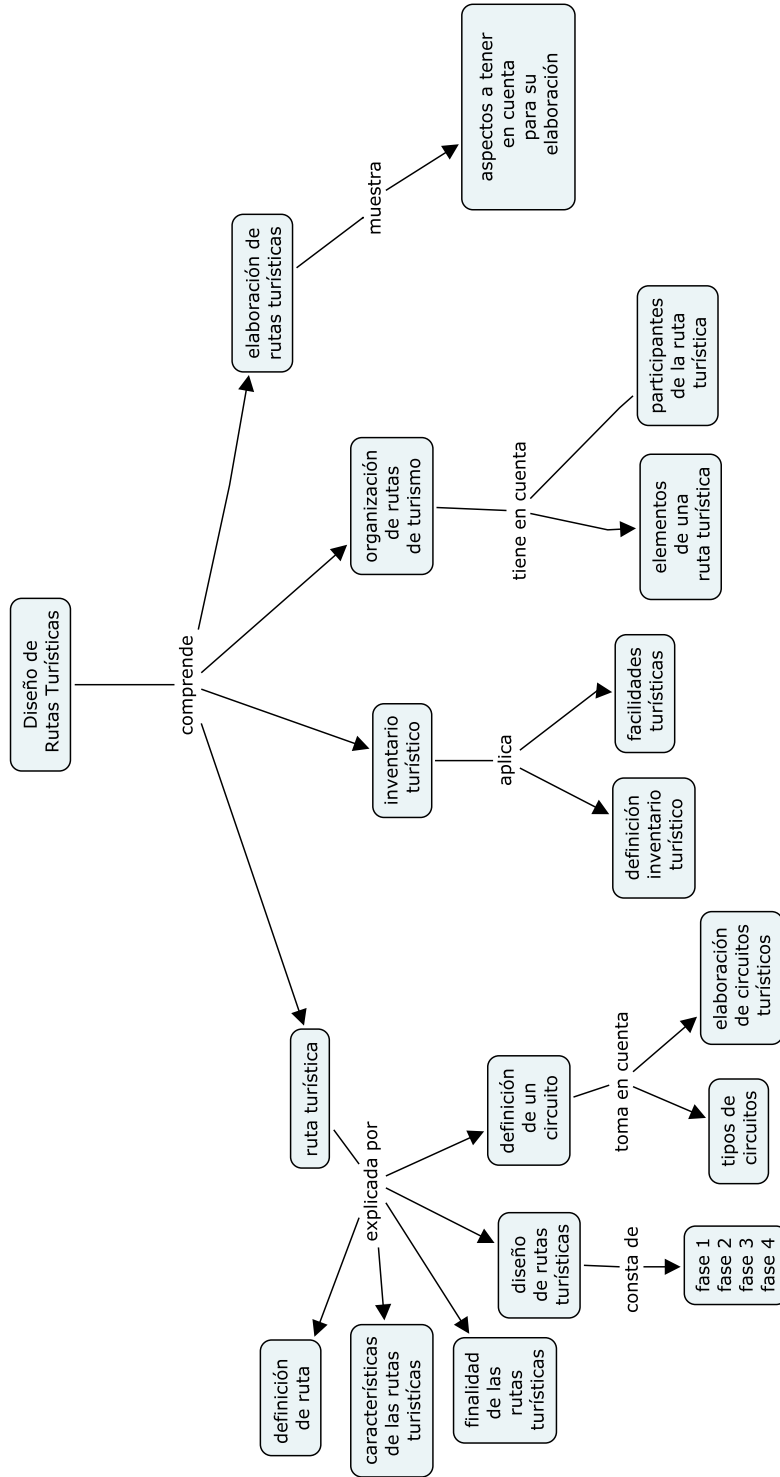 Diseño de
Rutas Turísticas
comprende
ruta turística
explicada por
definición
de ruta
características
de las rutas
turistícas
finalidad
de las
rutas
turísticas
diseño
de rutas
turísticas
consta de
fase 1
fase 2
fase 3
fase 4
definición
de un
circuito
toma en cuenta
tipos de
circuitos
elaboración
de circuitos
turísticos
inventario
turístico
aplica
definición
inventario
turístico
facilidades
turísticas
organización
de rutas
de turismo
tiene en cuenta
elementos
de una
ruta turística
participantes
de la ruta
turística
elaboración de
rutas turísticas
muestra
aspectos a tener
en cuenta
para su
elaboración